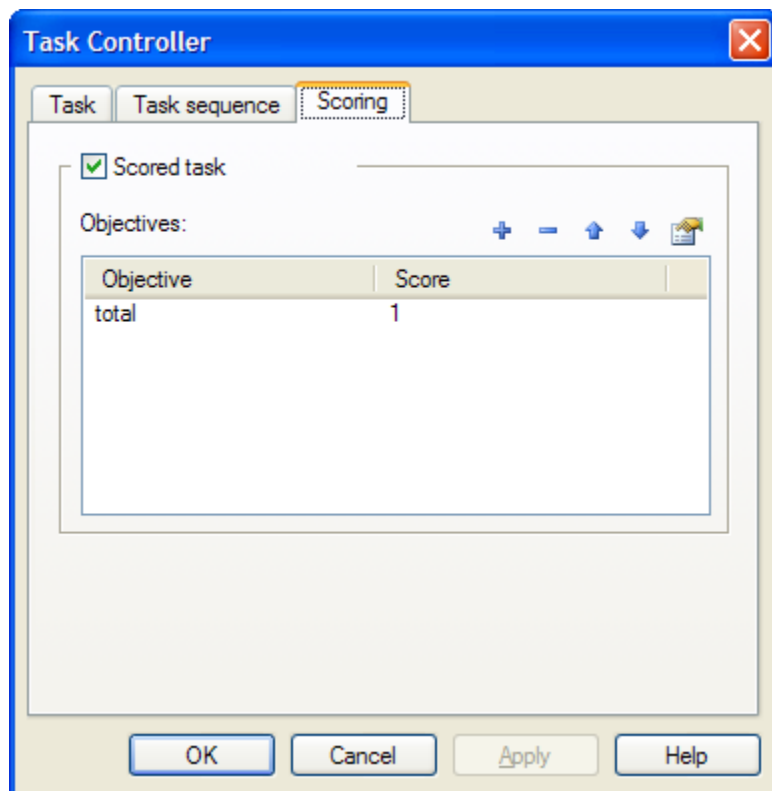 Task Controller
Task Task sequence Scoring
Scored task
Objectives:
Objective Score
total 1
OK Cancel Apply Help